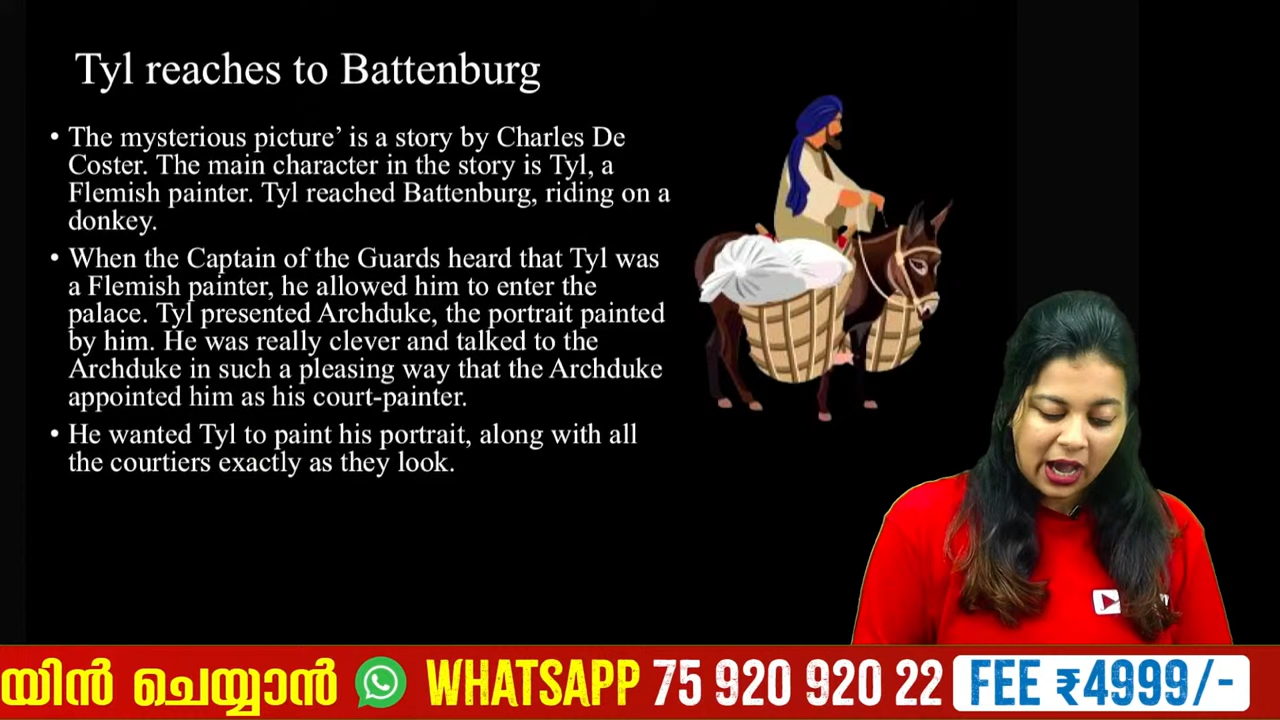 Tyl reaches to Battenburg
• The mysterious picture’ is a story by Charles De
Coster. The main character in the story is Tyl, a
Flemish painter. Tyl reached Battenburg, riding on a
donkey.
• When the Captain of the Guards heard that Tyl was
a Flemish painter, he allowed him to enter the
palace. Tyl presented Archduke, the portrait painted
by him. He was really clever and talked to the
Archduke in such a pleasing way that the Archduke
appointed him as his court-painter.
• He wanted Tyl to paint his portrait, along with all
the courtiers exactly as they look.
യിൻ ചെയ്യാൻ WHATSAPP 75 920 920 22 FEE ₹4999/-